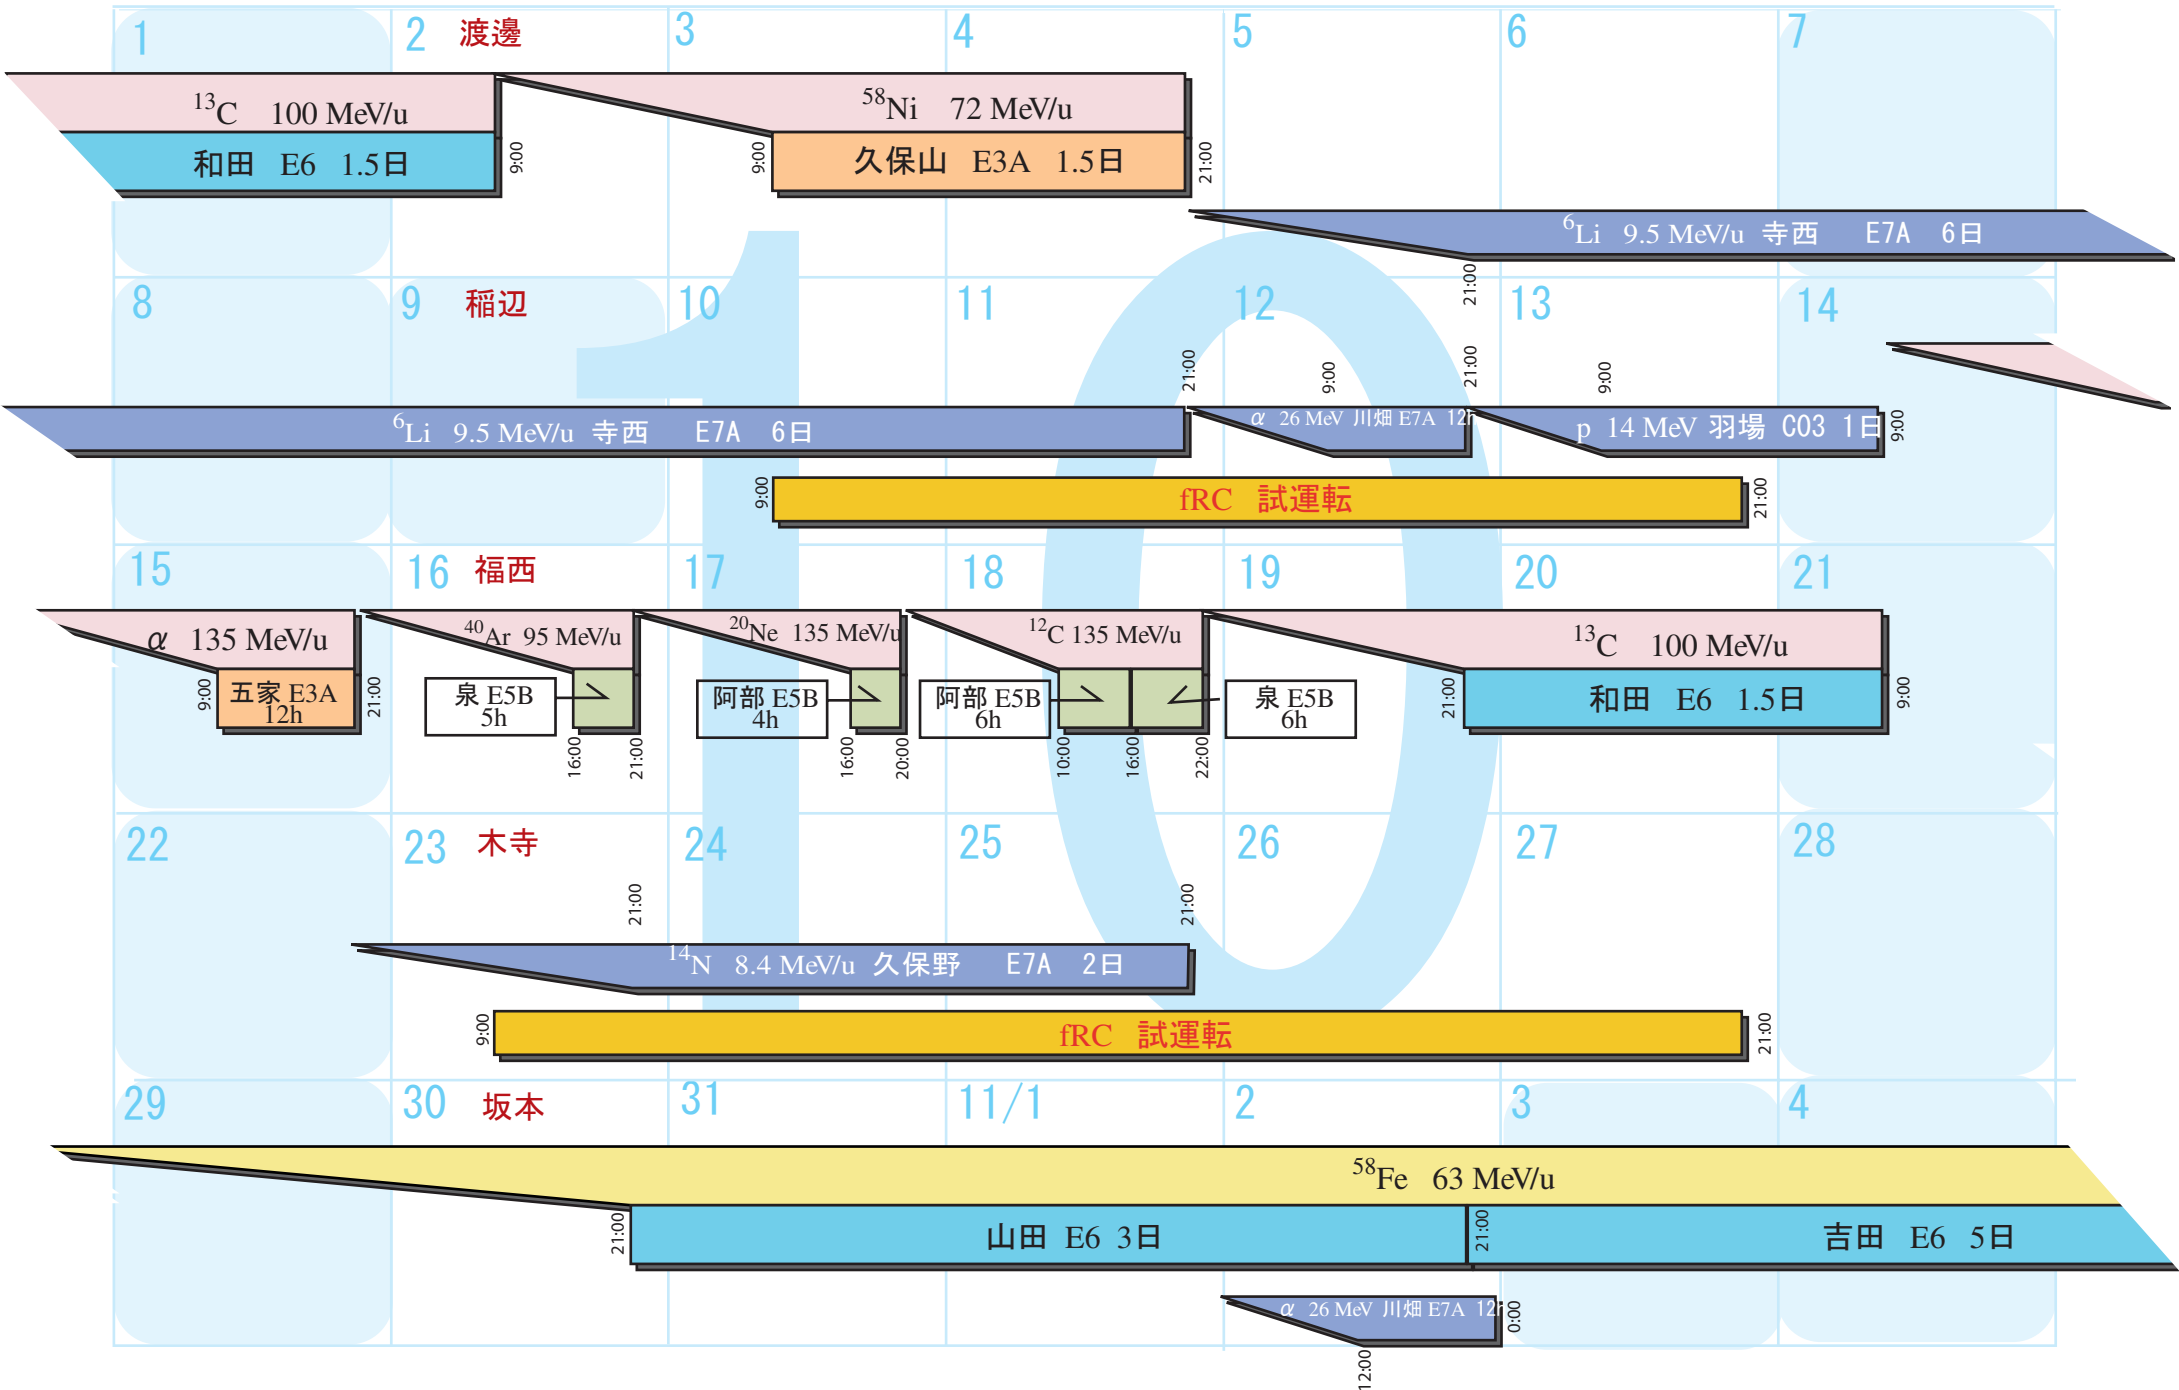 1 2 渡邊 3 4 5 6 7
13C 100 MeV/u
58Ni 72 MeV/u
和田 E6 1.5日
9:00
9:00
久保山 E3A 1.5日
21:00
6Li 9.5 MeV/u 寺西 E7A 6日
21:00
8 9 稲辺 10 11 12 13 14
21:00
9:00
21:00
9:00
6Li 9.5 MeV/u 寺西 E7A 6日
α 26 MeV 川畑 E7A 12h
p 14 MeV 羽場 C03 1日
9:00
9:00
fRC 試運転
21:00
10
15 16 福西 17 18 19 20 21
α 135 MeV/u
40Ar 95 MeV/u
20Ne 135 MeV/u
12C 135 MeV/u
13C 100 MeV/u
9:00
五家 E3A
12h
21:00
泉 E5B
5h
16:00
21:00
阿部 E5B
4h
16:00
20:00
阿部 E5B
6h
10:00
16:00
22:00
泉 E5B
6h
21:00
和田 E6 1.5日
9:00
22 23 木寺 24 25 26 27 28
21:00
21:00
14N 8.4 MeV/u 久保野 E7A 2日
9:00
fRC 試運転
21:00
29 30 坂本 31 11/1 2 3 4
58Fe 63 MeV/u
21:00
山田 E6 3日
21:00
吉田 E6 5日
α 26 MeV 川畑 E7A 12h
0:00
12:00